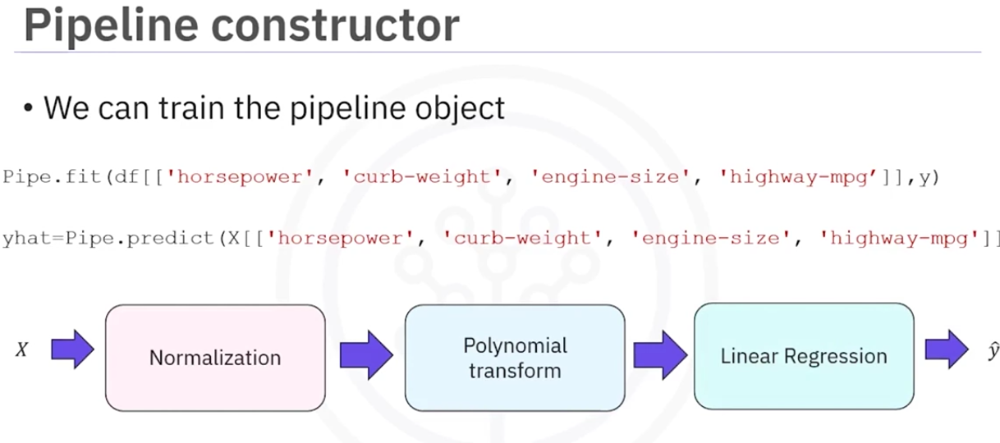 Pipeline constructor
• We can train the pipeline object
Pipe.fit(df[['horsepower', 'curb-weight', 'engine-size', 'highway-mpg’]],y)
yhat=Pipe.predict(X[['horsepower', 'curb-weight', 'engine-size', 'highway-mpg']]
X
Normalization
Polynomial
transform
Linear Regression
ŷ